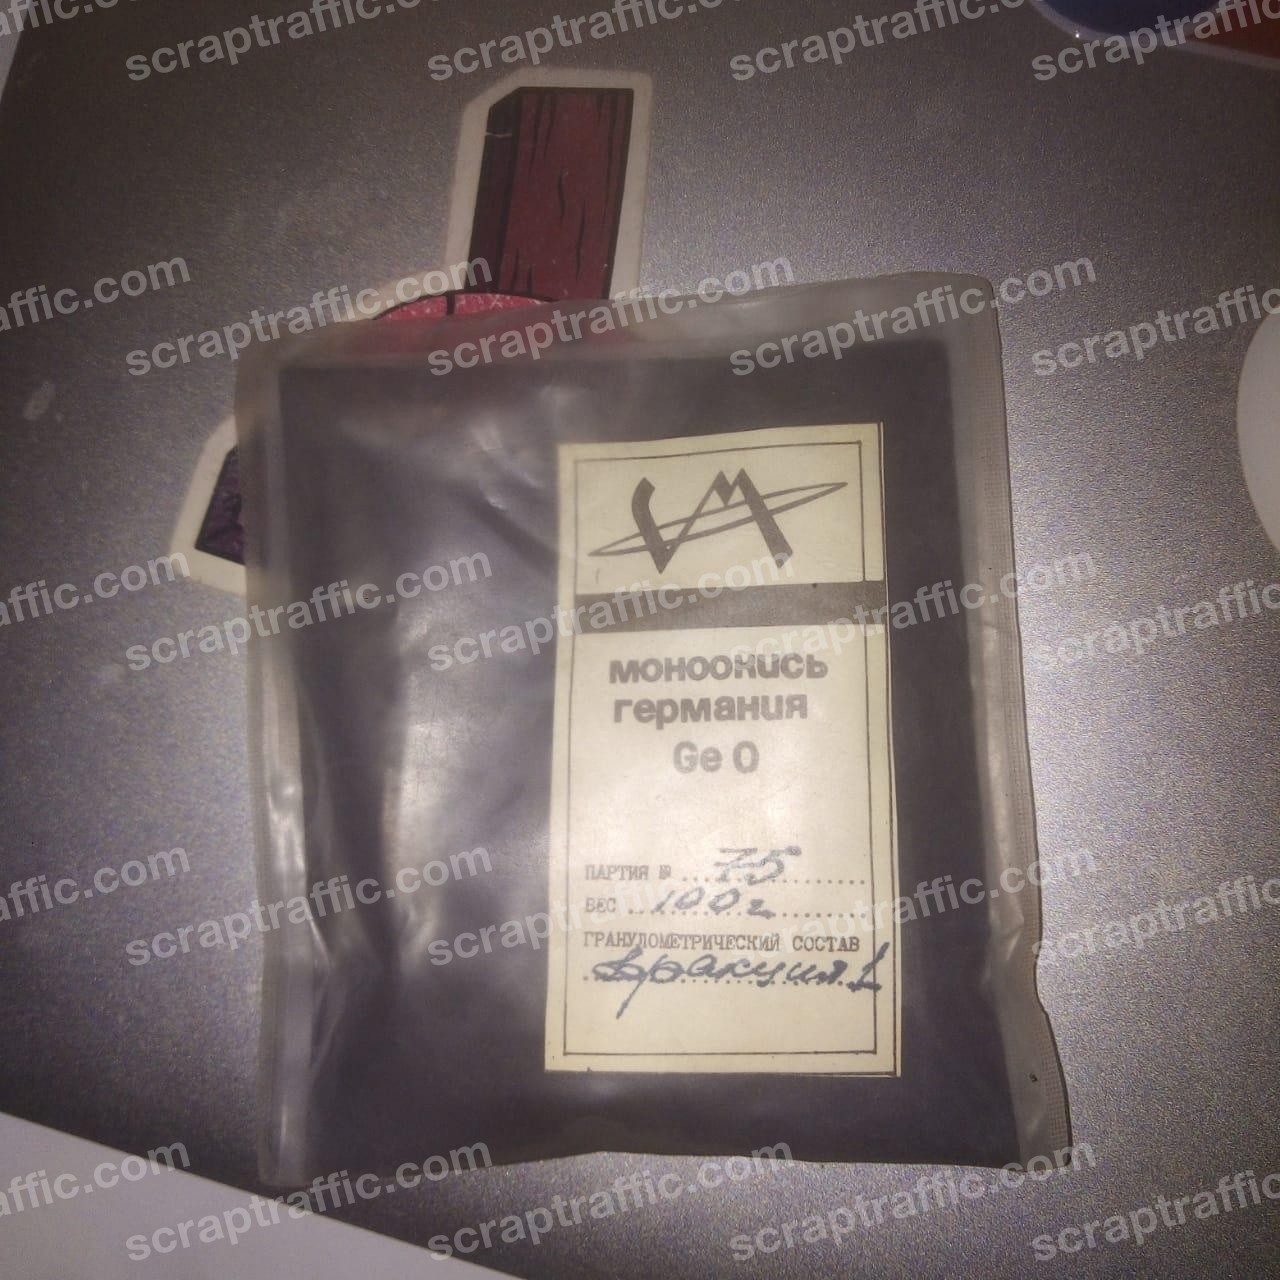 моноокись
германия
Ge O
ПАРТИЯ № 75
ВЕС 100г
ГРАНУЛОМЕТРИЧЕСКИЙ СОСТАВ
фракция 1
scraptraffic.com